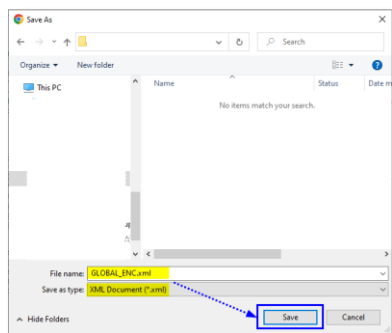 Save As
Search
Organize New folder
This PC
Name Status Date m
No items match your search.
File name: GLOBAL_ENC.xml
Save as type: XML Document (*.xml)
Hide Folders Save Cancel